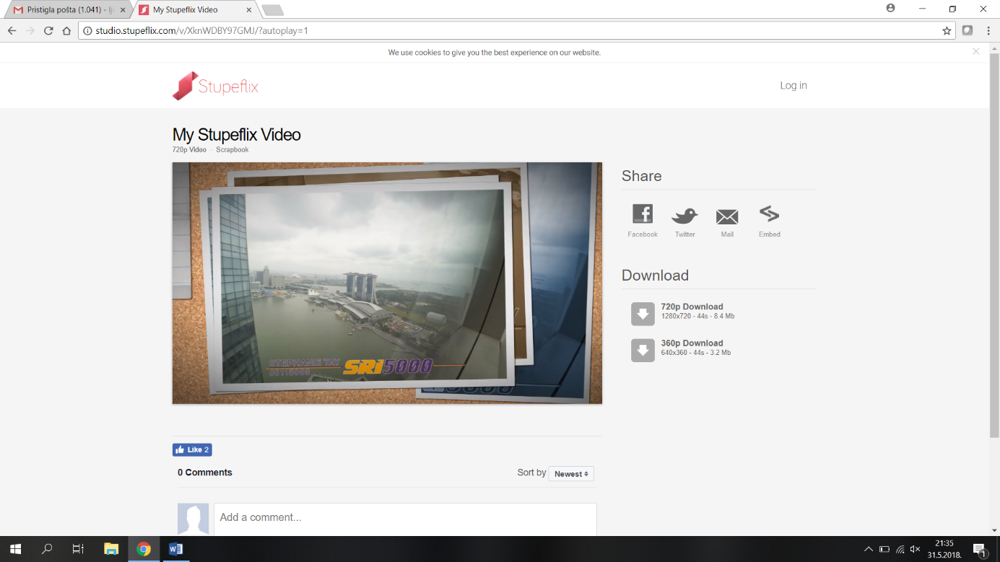 Pristigla pošta (1.041) - lj
My Stupeflix Video
studio.stupeflix.com/v/XknWDBY97GMJ/?autoplay=1
We use cookies to give you the best experience on our website.
Stupeflix
Log in
My Stupeflix Video
720p Video – Scrapbook
Share
Facebook
Twitter
Mail
Embed
Download
720p Download
1280x720 - 44s - 8.4 Mb
360p Download
640x360 - 44s - 3.2 Mb
STEPHANIE TAY
SRI5000
Like 2
0 Comments
Sort by Newest
Add a comment...
21:35
31.5.2018.
1